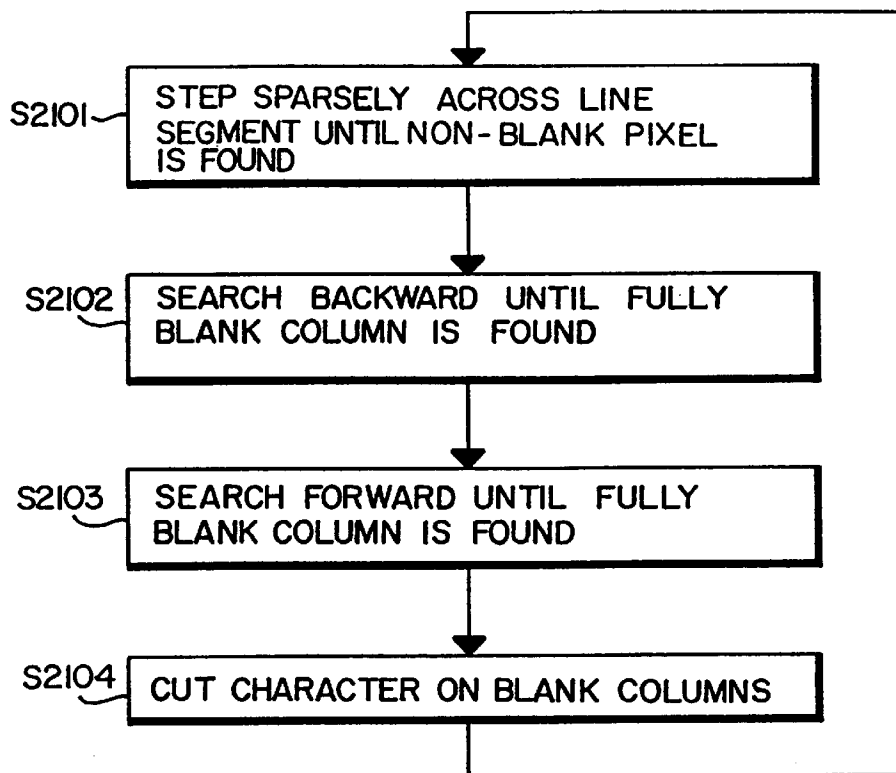 S2101
STEP SPARSELY ACROSS LINE
SEGMENT UNTIL NON-BLANK PIXEL
IS FOUND
S2102
SEARCH BACKWARD UNTIL FULLY
BLANK COLUMN IS FOUND
S2103
SEARCH FORWARD UNTIL FULLY
BLANK COLUMN IS FOUND
S2104
CUT CHARACTER ON BLANK COLUMNS